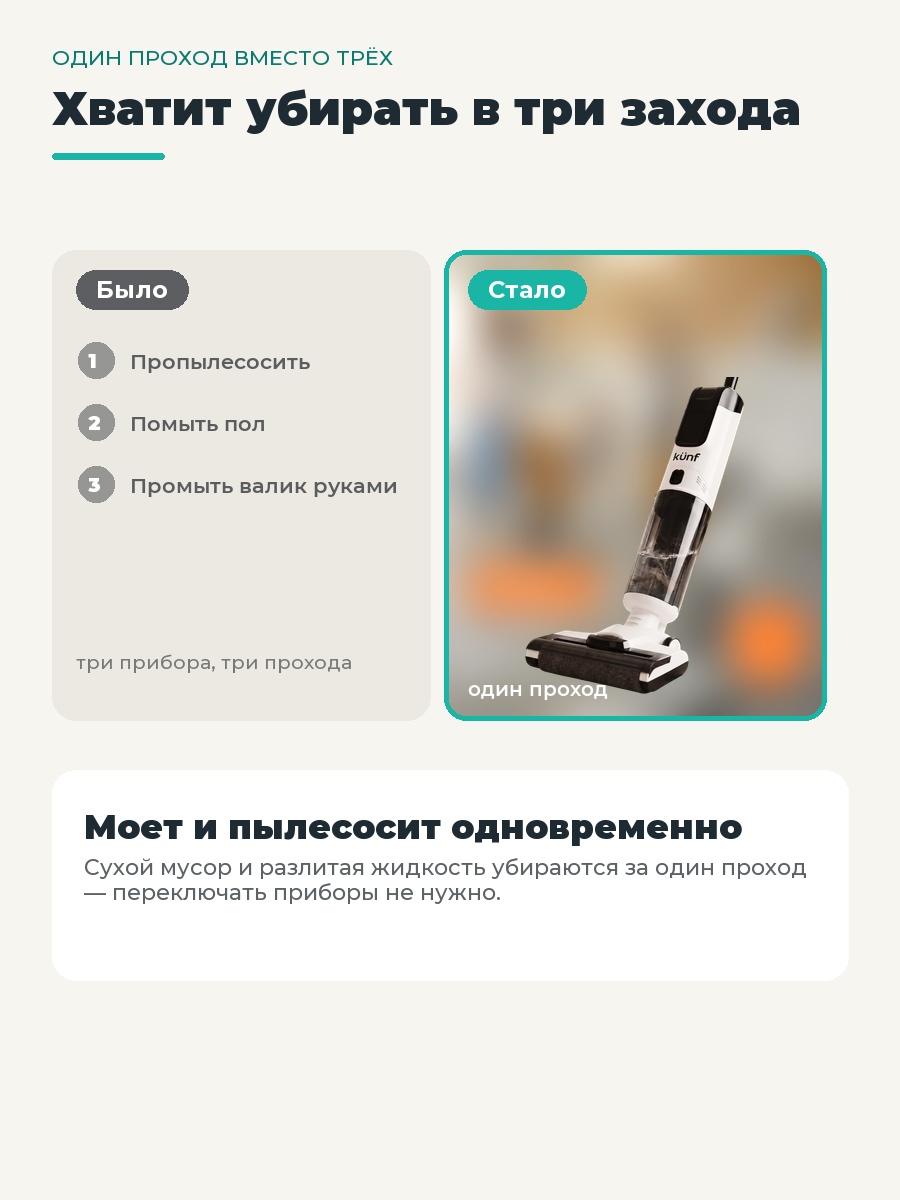 ОДИН ПРОХОД ВМЕСТО ТРЁХ
Хватит убирать в три захода
Было
1 Пропылесосить
2 Помыть пол
3 Промыть валик руками
три прибора, три прохода
Стало
künf
один проход
Моет и пылесосит одновременно
Сухой мусор и разлитая жидкость убираются за один проход
— переключать приборы не нужно.